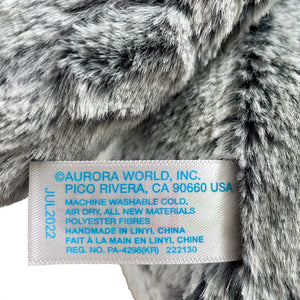 ©AURORA WORLD, INC.
PICO RIVERA, CA 90660 USA
MACHINE WASHABLE COLD,
AIR DRY, ALL NEW MATERIALS
POLYESTER FIBRES
HANDMADE IN LINYI, CHINA
FAIT À LA MAIN EN LINYI, CHINA
REG. NO. PA-4296(KR) 222130
JUL.2022